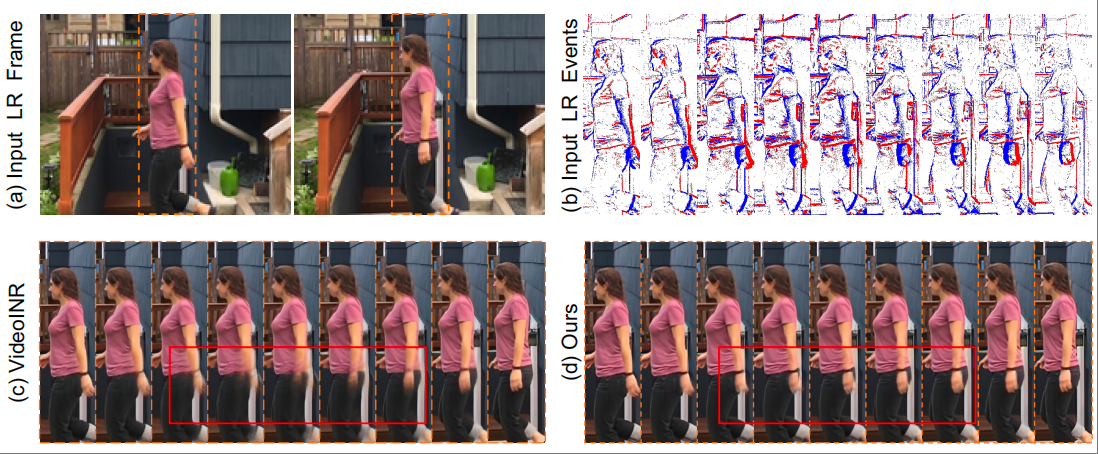 (a) Input LR Frame
(b) Input LR Events
(c) VideoINR
(d) Ours